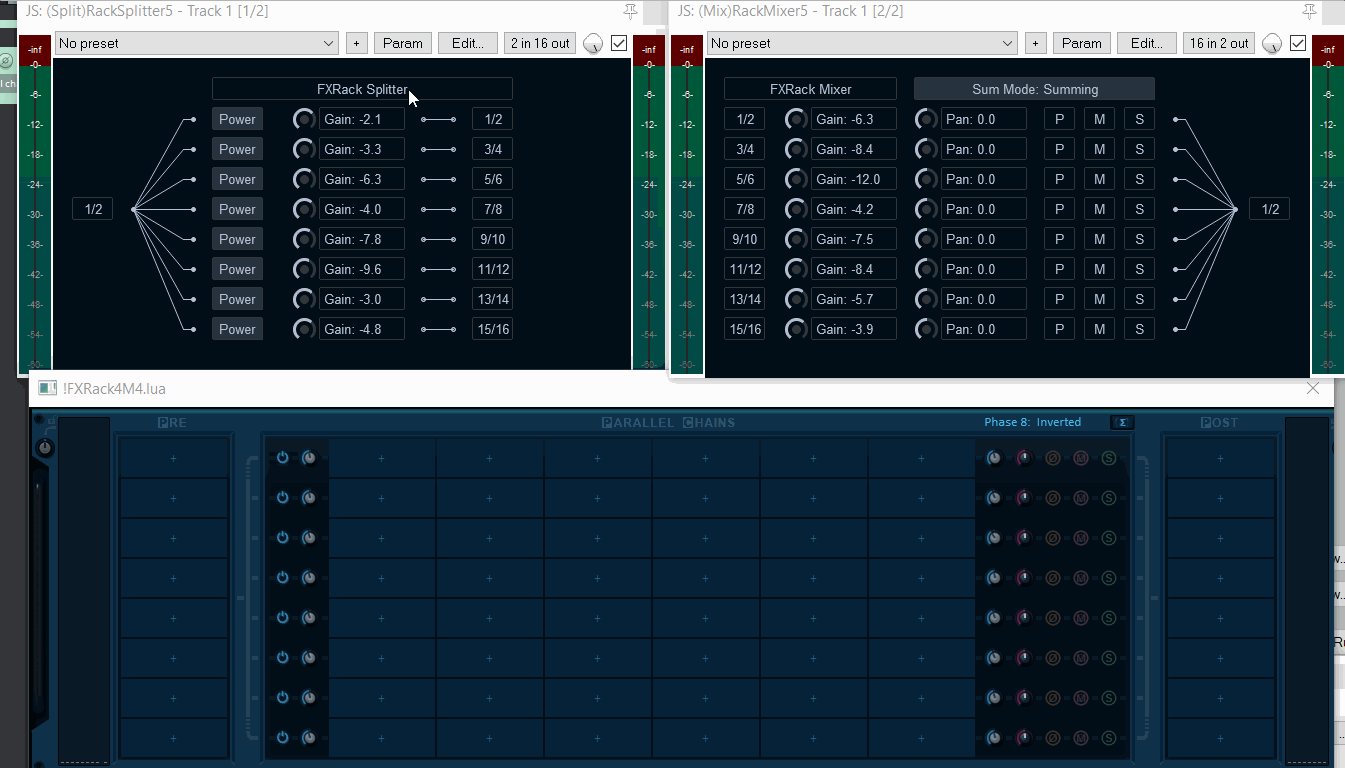 JS: (Split)RackSplitter5 - Track 1 [1/2]
No preset
+
Param
Edit...
2 in 16 out
-inf
-0-
-6-
-12-
-18-
-24-
-30-
-36-
-42-
-48-
-54-
-60-
-inf
-0-
-6-
-12-
-18-
-24-
-30-
-36-
-42-
-48-
-54-
-60-
FXRack Splitter
1/2
Power Gain: -2.1 1/2
Power Gain: -3.3 3/4
Power Gain: -6.3 5/6
Power Gain: -4.0 7/8
Power Gain: -7.8 9/10
Power Gain: -9.6 11/12
Power Gain: -3.0 13/14
Power Gain: -4.8 15/16
JS: (Mix)RackMixer5 - Track 1 [2/2]
No preset
+
Param
Edit...
16 in 2 out
-inf
-0-
-6-
-12-
-18-
-24-
-30-
-36-
-42-
-48-
-54-
-60-
-inf
-0-
-6-
-12-
-18-
-24-
-30-
-36-
-42-
-48-
-54-
-60-
FXRack Mixer Sum Mode: Summing
1/2 Gain: -6.3 Pan: 0.0 P M S
3/4 Gain: -8.4 Pan: 0.0 P M S
5/6 Gain: -12.0 Pan: 0.0 P M S
7/8 Gain: -4.2 Pan: 0.0 P M S
9/10 Gain: -7.5 Pan: 0.0 P M S
11/12 Gain: -8.4 Pan: 0.0 P M S
13/14 Gain: -5.7 Pan: 0.0 P M S
15/16 Gain: -3.9 Pan: 0.0 P M S
1/2
!FXRack4M4.lua
PRE
PARALLEL CHAINS
Phase 8: Inverted
Σ
POST
+ + + + + + + Ø M S +
+ + + + + + + Ø M S +
+ + + + + + + Ø M S +
+ + + + + + + Ø M S +
+ + + + + + + Ø M S +
+ + + + + + + Ø M S +
+ + + + + + + Ø M S +
+ + + + + + + Ø M S +